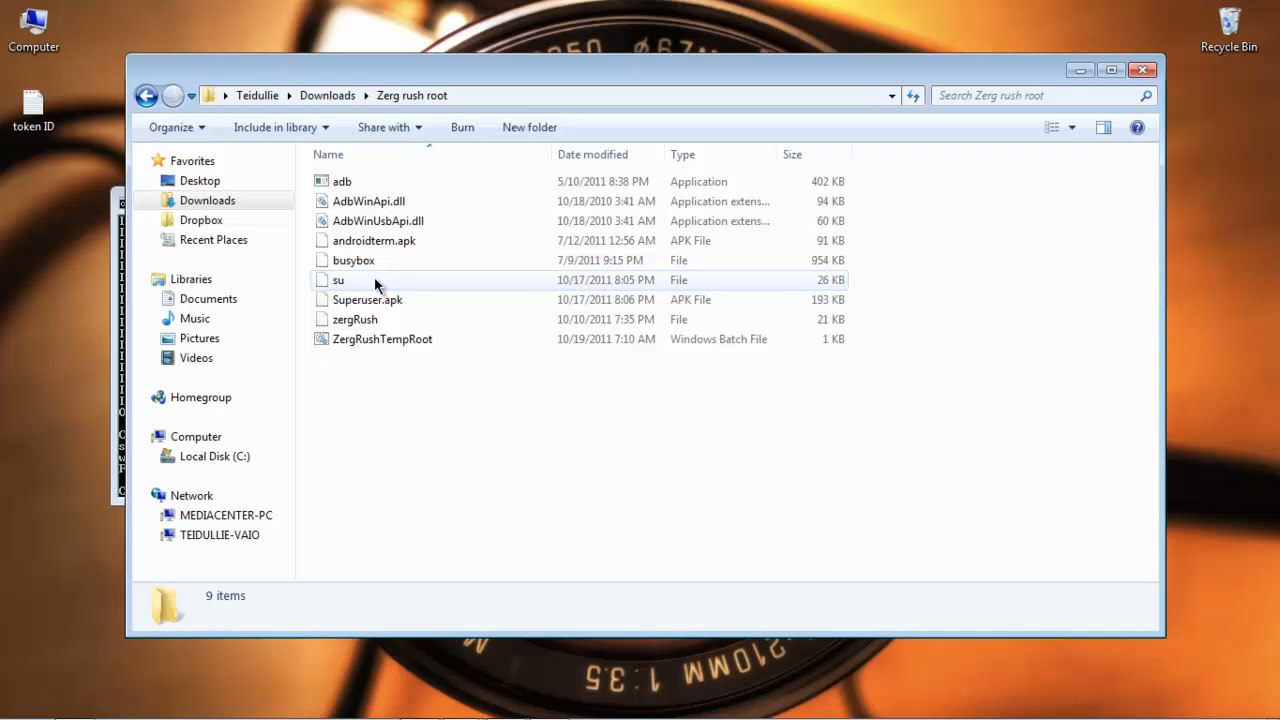 Computer
Recycle Bin
token ID
Teidullie Downloads Zerg rush root
Search Zerg rush root
Organize Include in library Share with Burn New folder
Name Date modified Type Size
Favorites
Desktop
Downloads
Dropbox
Recent Places
Libraries
Documents
Music
Pictures
Videos
Homegroup
Computer
Local Disk (C:)
Network
MEDIACENTER-PC
TEIDULLIE-VAIO
adb 5/10/2011 8:38 PM Application 402 KB
AdbWinApi.dll 10/18/2010 3:41 AM Application extens... 94 KB
AdbWinUsbApi.dll 10/18/2010 3:41 AM Application extens... 60 KB
androidterm.apk 7/12/2011 12:56 AM APK File 91 KB
busybox 7/9/2011 9:15 PM File 954 KB
su 10/17/2011 8:05 PM File 26 KB
Superuser.apk 10/17/2011 8:06 PM APK File 193 KB
zergRush 10/10/2011 7:35 PM File 21 KB
ZergRushTempRoot 10/19/2011 7:10 AM Windows Batch File 1 KB
9 items
210MM 1:3.5